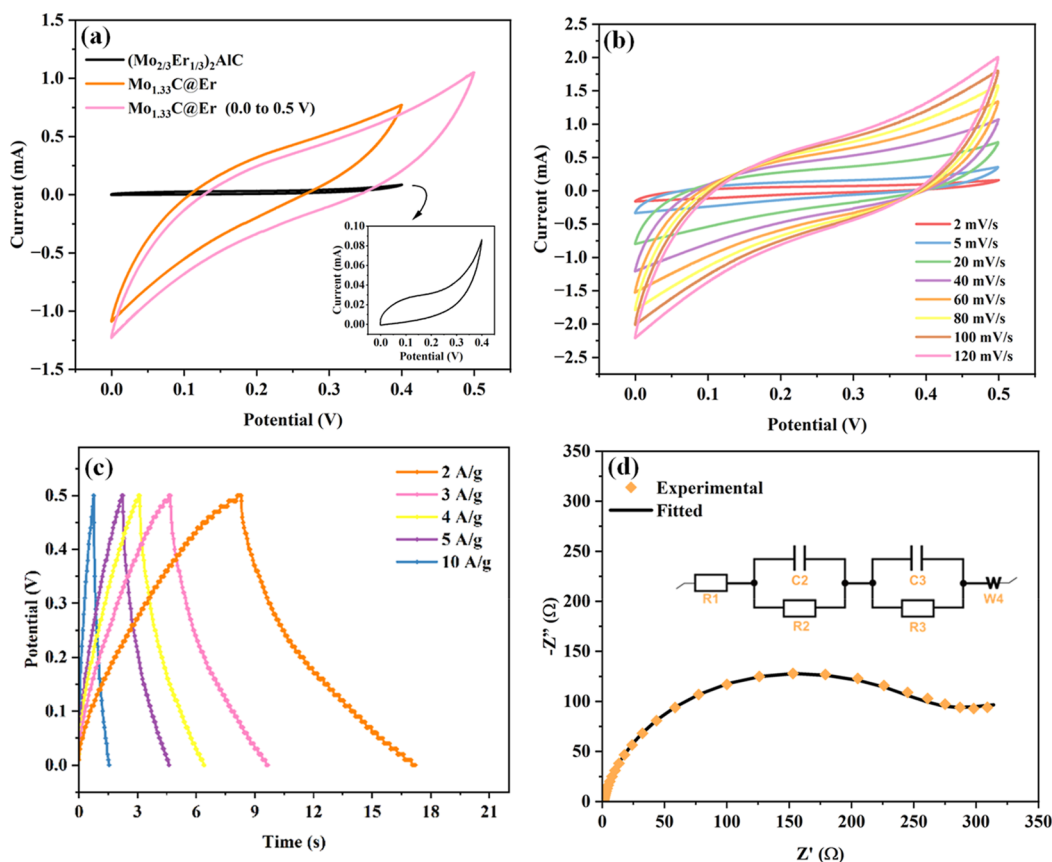 (a)
(Mo2/3Er1/3)2AlC
Mo1.33C@Er
Mo1.33C@Er (0.0 to 0.5 V)
1.5
1.0
0.5
0.0
−0.5
−1.0
−1.5
Current (mA)
0.0 0.1 0.2 0.3 0.4 0.5
Potential (V)
0.10
0.08
0.06
0.04
0.02
0.00
Current (mA)
0.0 0.1 0.2 0.3 0.4
Potential (V)
(b)
2.5
2.0
1.5
1.0
0.5
0.0
−0.5
−1.0
−1.5
−2.0
−2.5
Current (mA)
2 mV/s
5 mV/s
20 mV/s
40 mV/s
60 mV/s
80 mV/s
100 mV/s
120 mV/s
0.0 0.1 0.2 0.3 0.4 0.5
Potential (V)
(c)
2 A/g
3 A/g
4 A/g
5 A/g
10 A/g
0.5
0.4
0.3
0.2
0.1
0.0
Potential (V)
0 3 6 9 12 15 18 21
Time (s)
(d)
Experimental
Fitted
350
300
250
200
150
100
50
0
-Z” (Ω)
R1
C2
R2
C3
R3
W
W4
0 50 100 150 200 250 300 350
Z' (Ω)